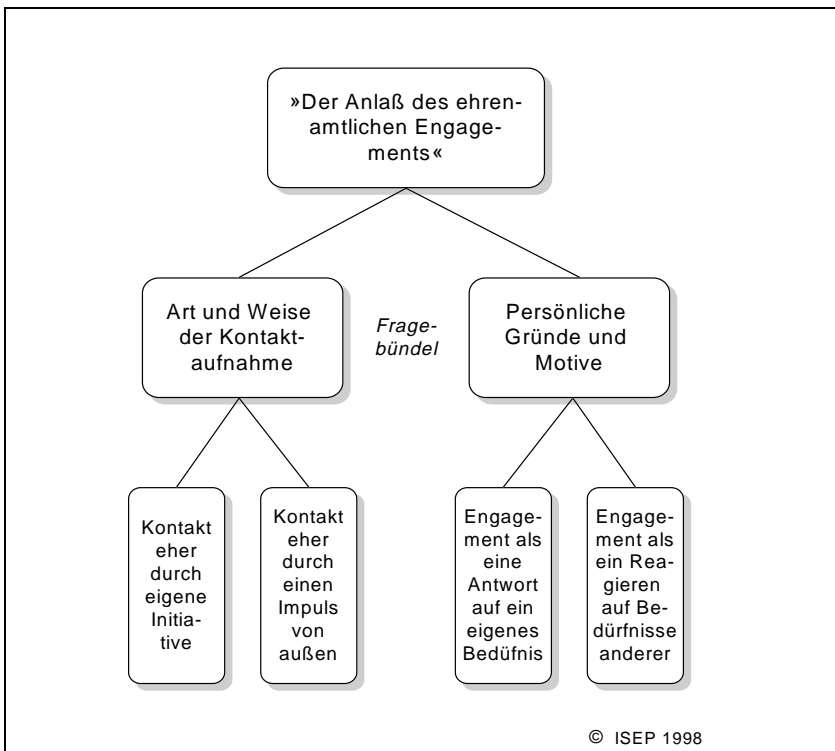 »Der Anlaß des ehren-
amtlichen Engage-
ments«
Art und Weise
der Kontakt-
aufnahme
Frage-
bündel
Persönliche
Gründe und
Motive
Kontakt
eher
durch
eigene
Initia-
tive
Kontakt
eher
durch
einen
Impuls
von
außen
Engage-
ment als
eine
Antwort
auf ein
eigenes
Bedüfnis
Engage-
ment als
ein Rea-
gieren
auf Be-
dürfnisse
anderer
© ISEP 1998